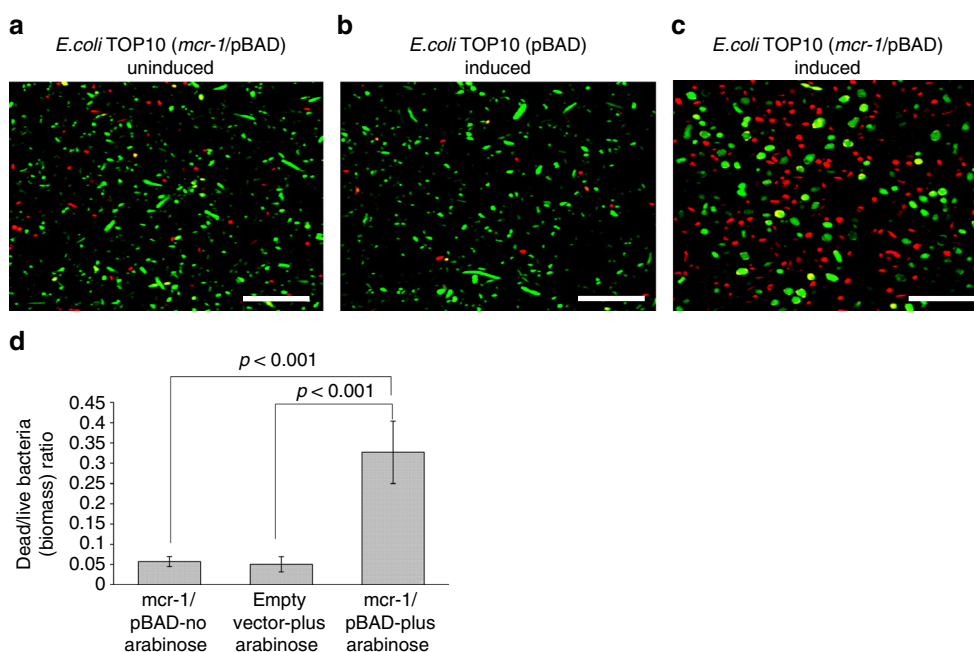 a
E.coli TOP10 (mcr-1/pBAD)
uninduced
b
E.coli TOP10 (pBAD)
induced
c
E.coli TOP10 (mcr-1/pBAD)
induced
d
p < 0.001
p < 0.001
Dead/live bacteria
(biomass) ratio
0.45
0.4
0.35
0.3
0.25
0.2
0.15
0.1
0.05
0
mcr-1/
pBAD-no
arabinose
Empty
vector-plus
arabinose
mcr-1/
pBAD-plus
arabinose